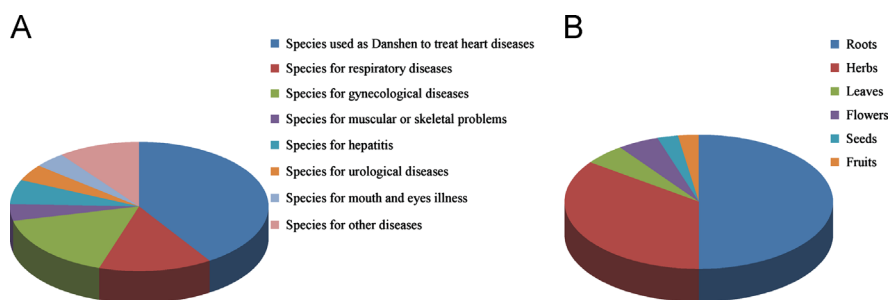 A
Species used as Danshen to treat heart diseases
Species for respiratory diseases
Species for gynecological diseases
Species for muscular or skeletal problems
Species for hepatitis
Species for urological diseases
Species for mouth and eyes illness
Species for other diseases
B
Roots
Herbs
Leaves
Flowers
Seeds
Fruits